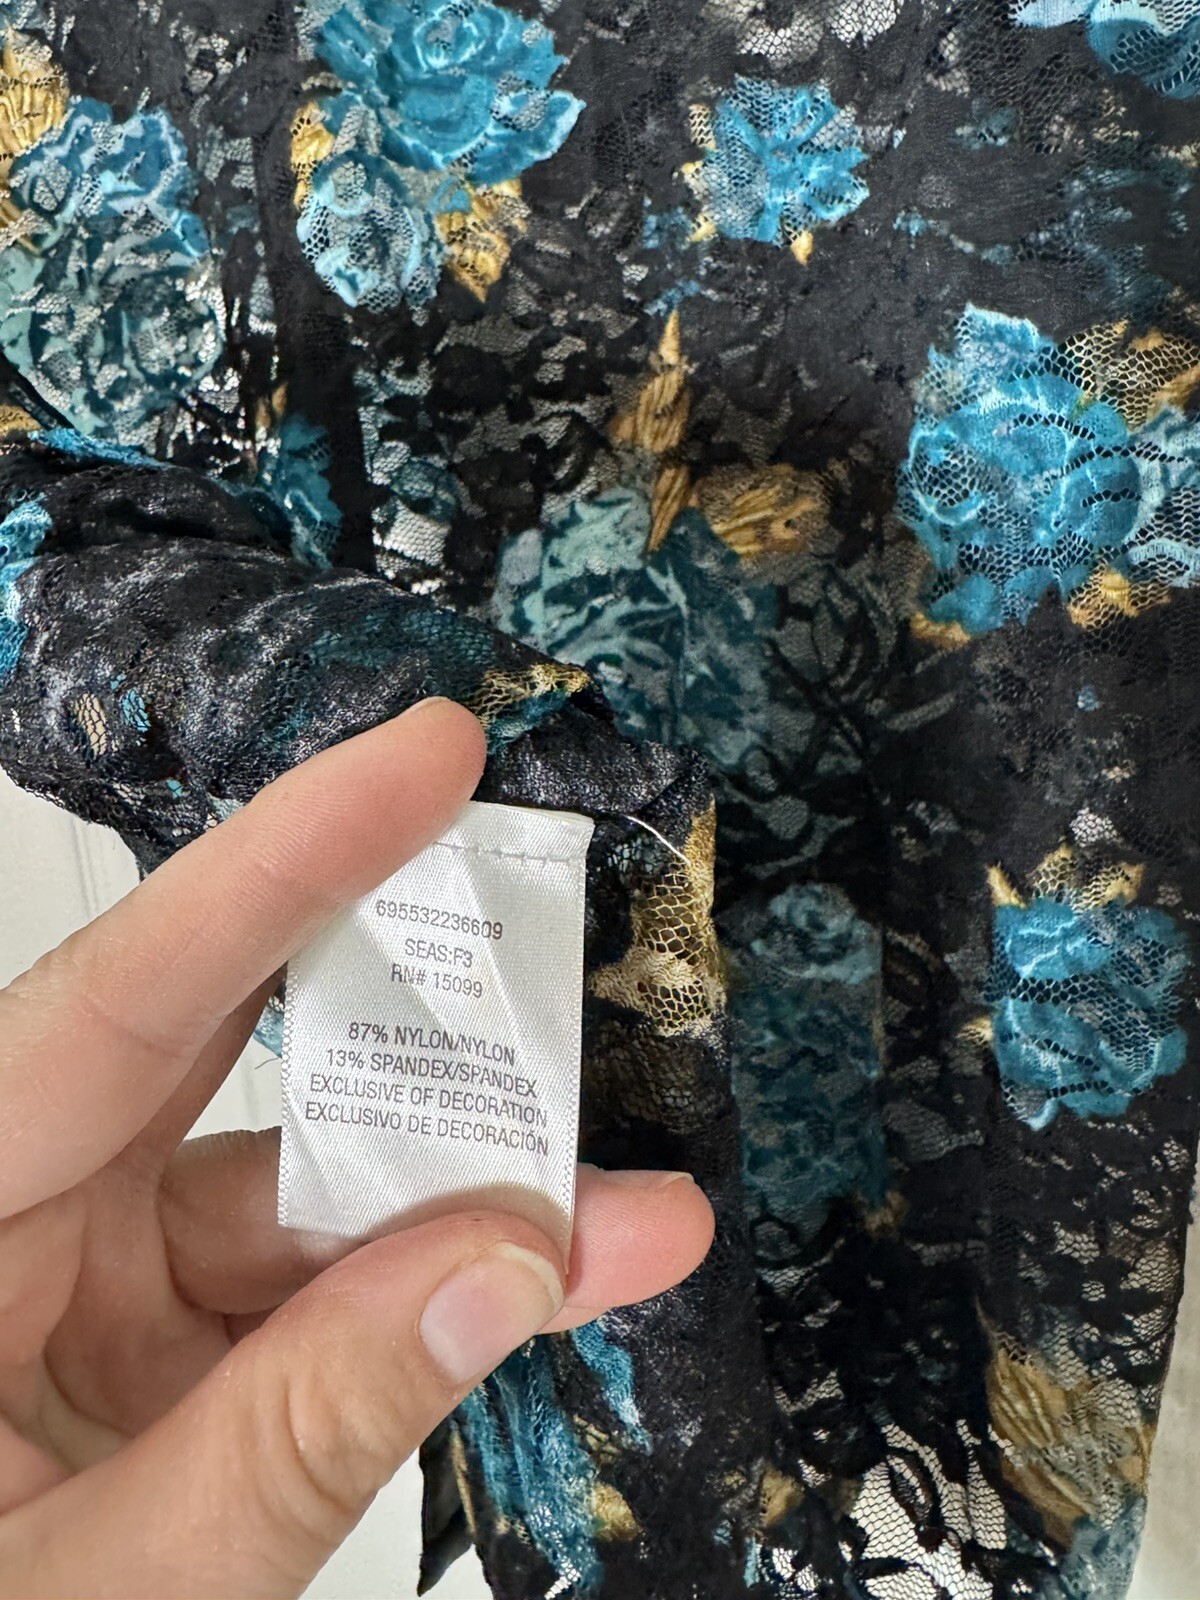 695532236609
SEAS:F3
RN# 15099
87% NYLON/NYLON
13% SPANDEX/SPANDEX
EXCLUSIVE OF DECORATION
EXCLUSIVO DE DECORACIÓN